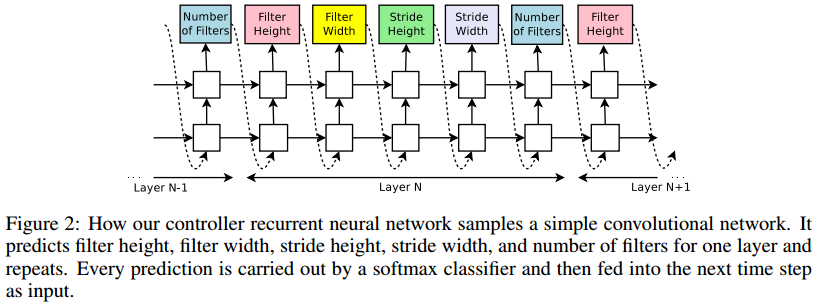 Number of Filters
Filter Height
Filter Width
Stride Height
Stride Width
Number of Filters
Filter Height
... ...
Layer N-1 Layer N Layer N+1
Figure 2: How our controller recurrent neural network samples a simple convolutional network. It
predicts filter height, filter width, stride height, stride width, and number of filters for one layer and
repeats. Every prediction is carried out by a softmax classifier and then fed into the next time step
as input.